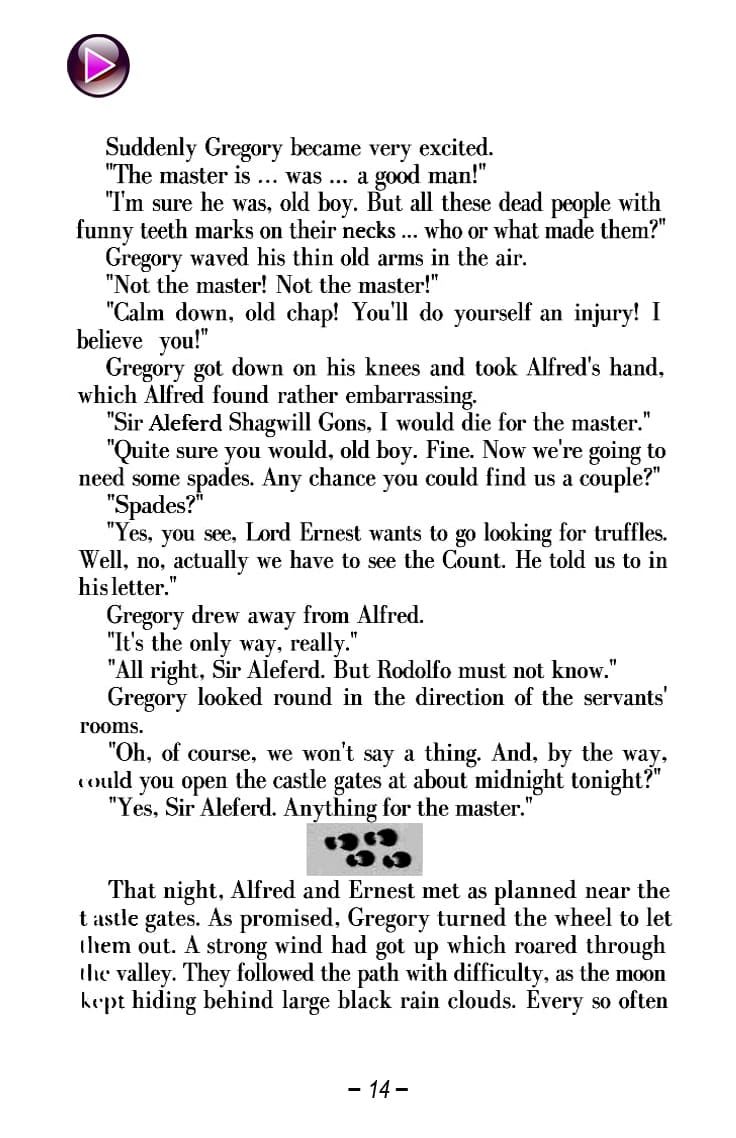 Suddenly Gregory became very excited.
"The master is ... was ... a good man!"
"I'm sure he was, old boy. But all these dead people with
funny teeth marks on their necks ... who or what made them?"
Gregory waved his thin old arms in the air.
"Not the master! Not the master!"
"Calm down, old chap! You'll do yourself an injury! I
believe you!"
Gregory got down on his knees and took Alfred's hand,
which Alfred found rather embarrassing.
"Sir Aleferd Shagwill Gons, I would die for the master."
"Quite sure you would, old boy. Fine. Now we're going to
need some spades. Any chance you could find us a couple?"
"Spades?"
"Yes, you see, Lord Ernest wants to go looking for truffles.
Well, no, actually we have to see the Count. He told us to in
his letter."
Gregory drew away from Alfred.
"It's the only way, really."
"All right, Sir Aleferd. But Rodolfo must not know."
Gregory looked round in the direction of the servants'
rooms.
"Oh, of course, we won't say a thing. And, by the way,
could you open the castle gates at about midnight tonight?"
"Yes, Sir Aleferd. Anything for the master."
That night, Alfred and Ernest met as planned near the
castle gates. As promised, Gregory turned the wheel to let
them out. A strong wind had got up which roared through
the valley. They followed the path with difficulty, as the moon
kept hiding behind large black rain clouds. Every so often
– 14 –